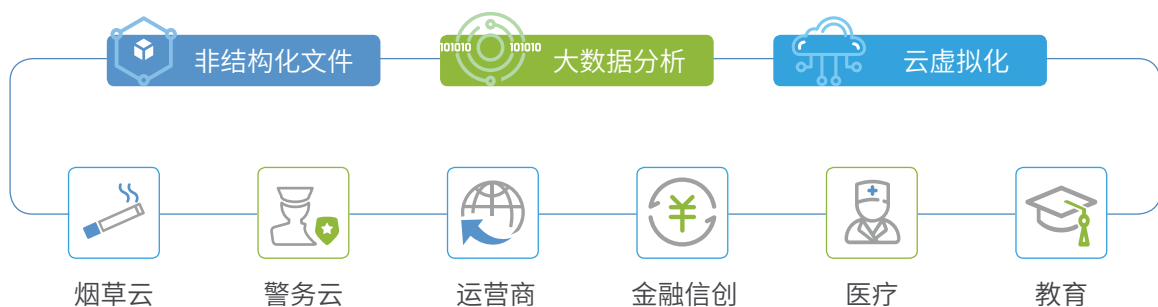 非结构化文件
101010
101010
大数据分析
云虚拟化
烟草云
警务云
运营商
金融信创
医疗
教育